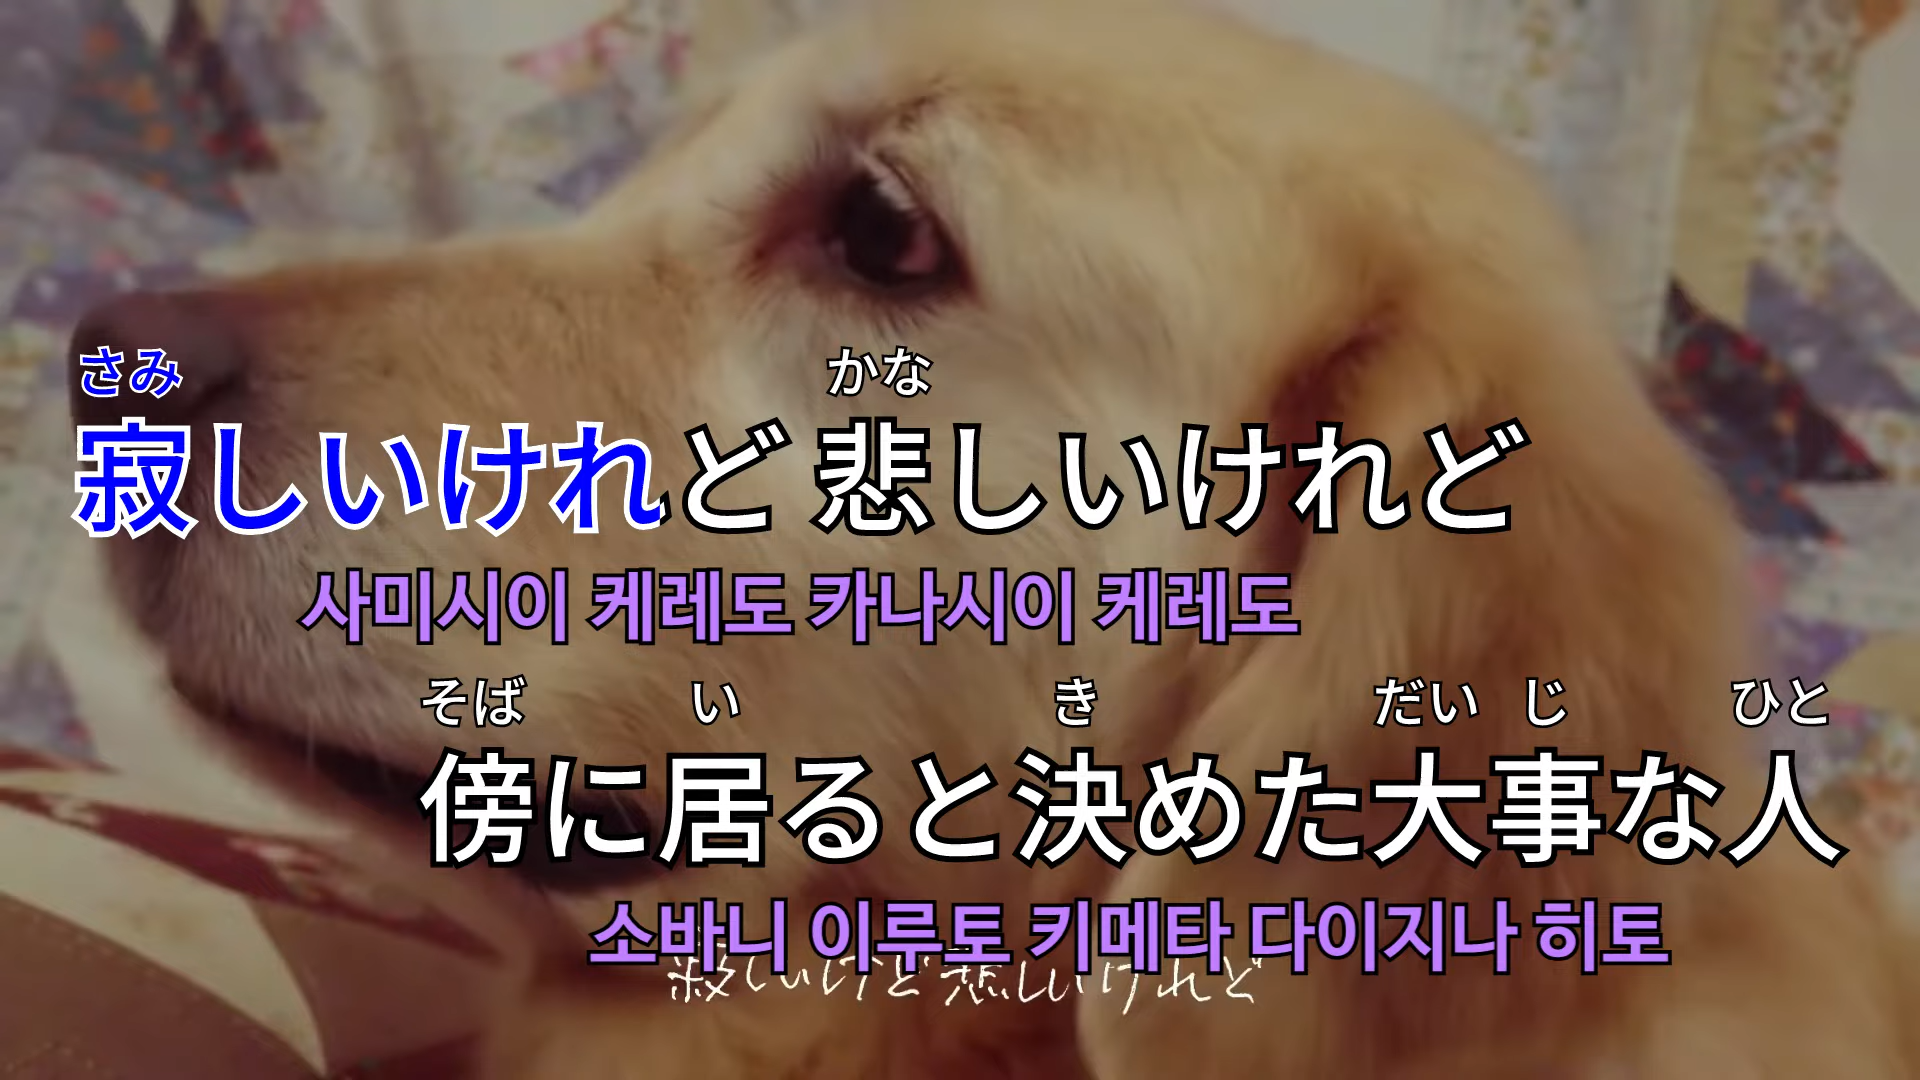 さみ かな
寂しいけれど 悲しいけれど
사미시이 케레도 카나시이 케레도
そば い き だい じ ひと
傍に居ると決めた大事な人
소바니 이루토 키메타 다이지나 히토
寂しいけど 悲しいけれど